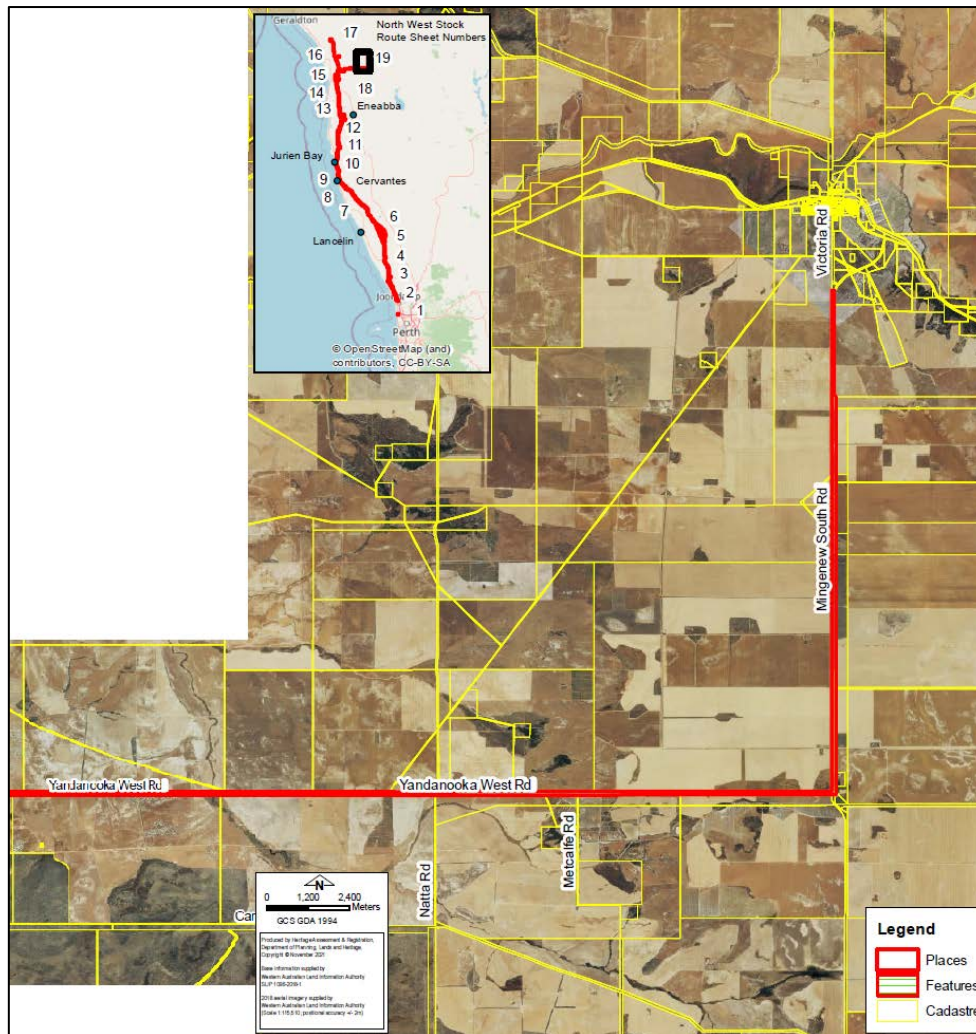 Geraldton
North West Stock
Route Sheet Numbers
17
16
19
15
18
14
Eneabba
13
12
11
Jurien Bay
10
9
Cervantes
8
7
6
5
Lancelin
4
3
2
1
Perth
© OpenStreetMap (and)
contributors, CC-BY-SA
Victoria Rd
Mingenew South Rd
Yandanooka West Rd
Yandanooka West Rd
Natta Rd
Metcalfe Rd
Car
N
0 1,200 2,400
Meters
GCS GDA 1994
Produced by Heritage Assessment & Registration,
Department of Planning, Lands and Heritage.
Copyright © November 2021
Base Information supplied by
Western Australian Land Information Authority
2018 aerial imagery supplied by
Western Australian Land Information Authority
Legend
Places
Features
Cadastre